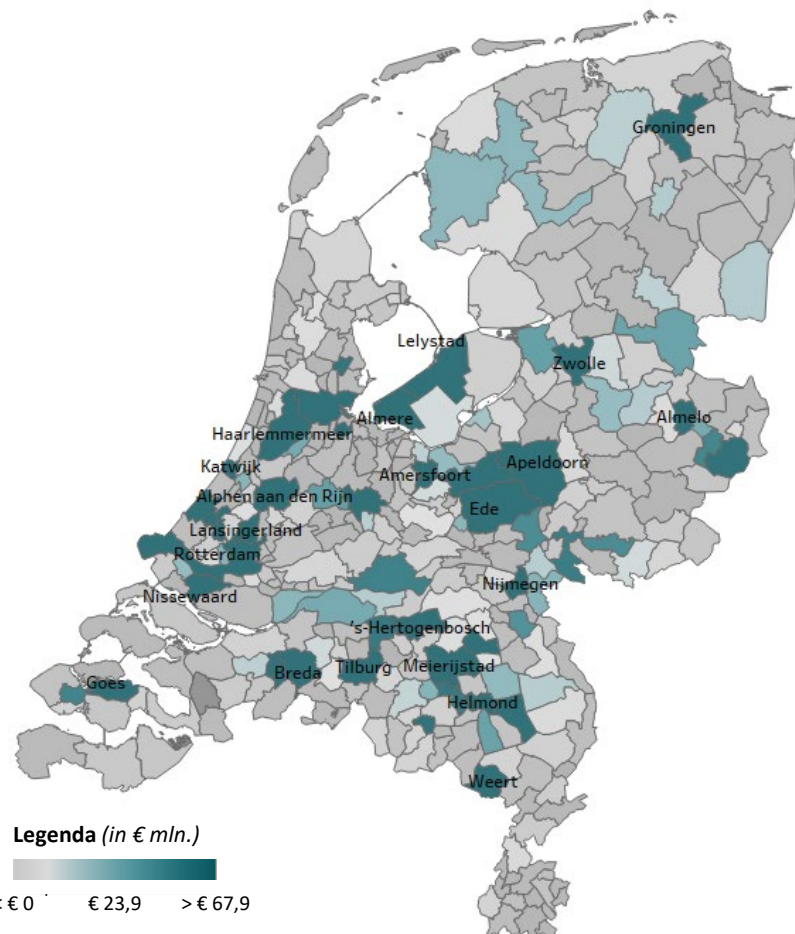 Groningen
Lelystad
Zwolle
Almere
Almelo
Haarlemmermeer
Katwijk
Amersfoort
Apeldoorn
Alphen aan den Rijn
Ede
Lansingerland
Rotterdam
Nijmegen
Nissewaard
's-Hertogenbosch
Goes
Breda
Tilburg
Meierijstad
Helmond
Weert
Legenda (in € mln.)
< € 0 € 23,9 > € 67,9